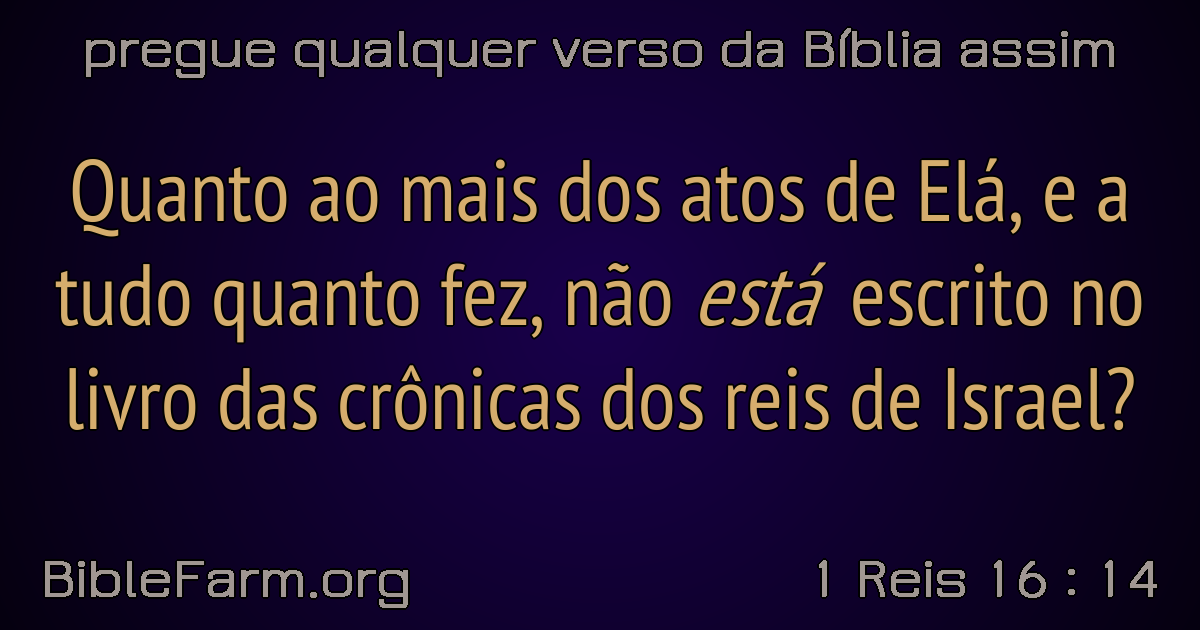 pregue qualquer verso da Bíblia assim
Quanto ao mais dos atos de Elá, e a
tudo quanto fez, não está escrito no
livro das crônicas dos reis de Israel?
BibleFarm.org
1 Reis 16 : 14